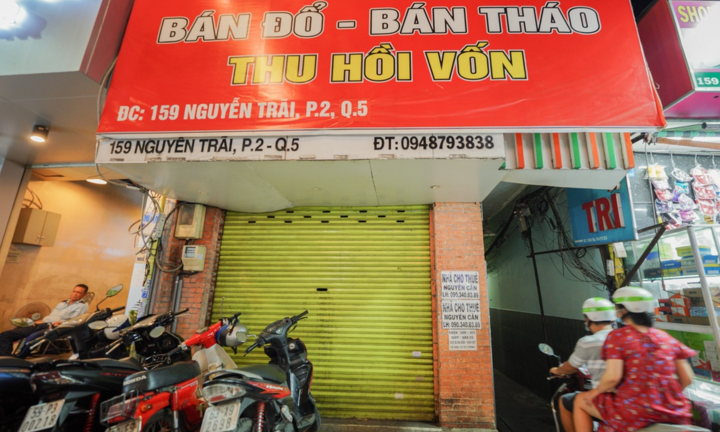 BÁN ĐỔ - BÁN THÁO
THU HỒI VỐN
ĐC: 159 NGUYỄN TRÃI, P.2, Q.5
159 NGUYỄN TRÃI, P.2 - Q.5 ĐT:0948793838
SHOP
159
TRI
NHÀ CHO THUÊ
NGUYÊN CĂN
NHÀ CHO THUÊ
NGUYÊN CĂN